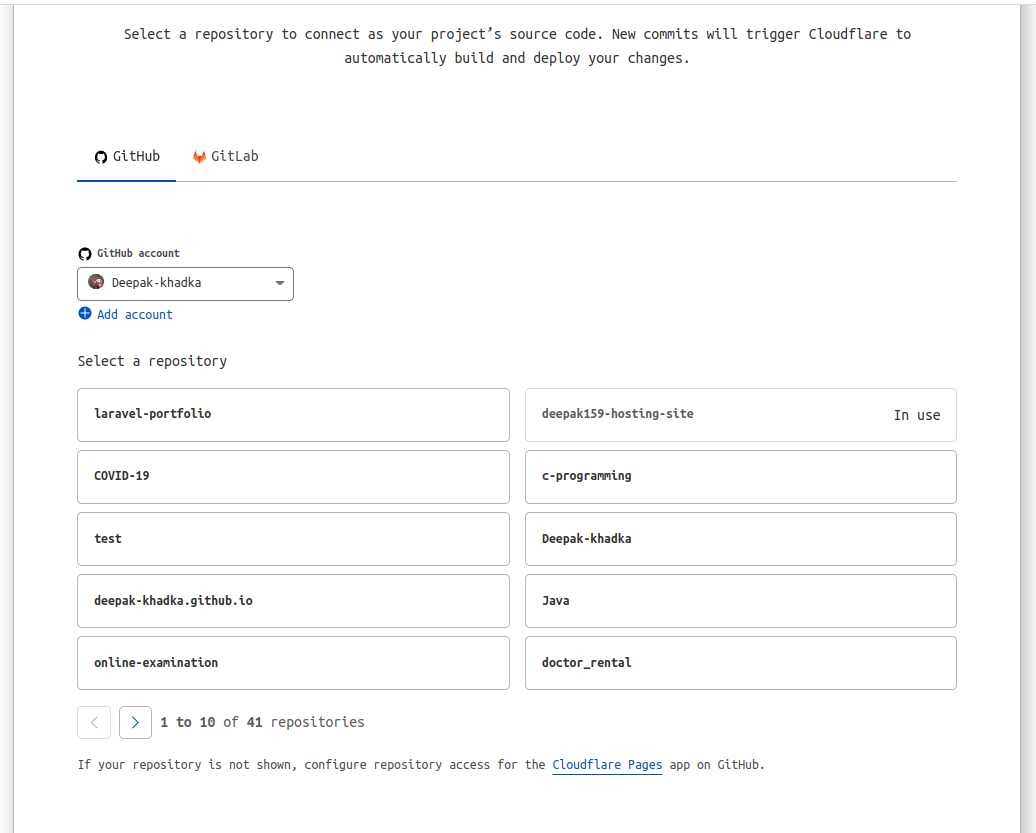 Select a repository to connect as your project’s source code. New commits will trigger Cloudflare to
automatically build and deploy your changes.
GitHub GitLab
GitHub account
Deepak-khadka
Add account
Select a repository
laravel-portfolio
deepak159-hosting-site In use
COVID-19
c-programming
test
Deepak-khadka
deepak-khadka.github.io
Java
online-examination
doctor_rental
1 to 10 of 41 repositories
If your repository is not shown, configure repository access for the Cloudflare Pages app on GitHub.